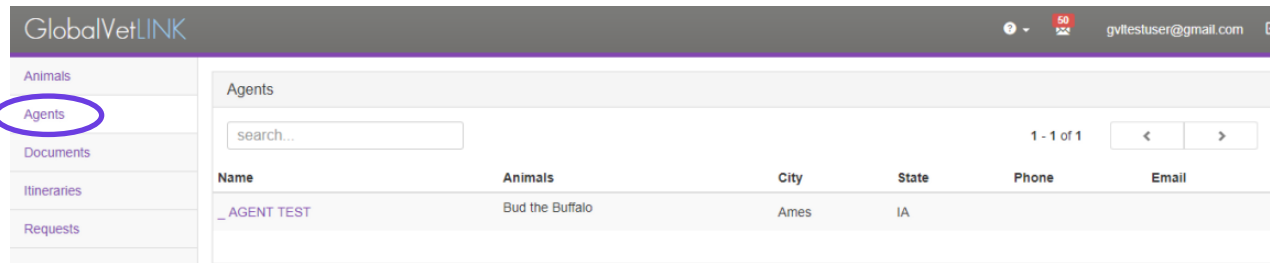 GlobalVetLINK
50
gvltestuser@gmail.com
Animals
Agents
Documents
Itineraries
Requests
Agents
search...
1 - 1 of 1
Name Animals City State Phone Email
_ AGENT TEST Bud the Buffalo Ames IA